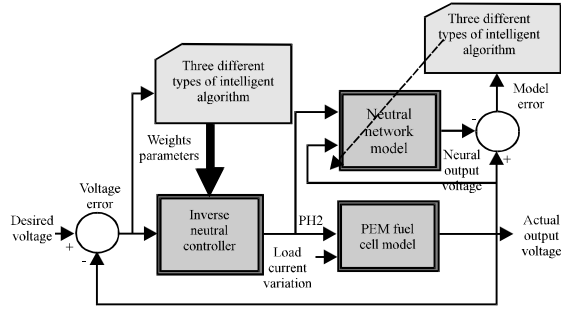 Three different
types of intelligent
algorithm
Three different
types of intelligent
algorithm
Model
error
Weights
parameters
Neutral
network
model
-
+
Neural
output
voltage
Voltage
error
Desired
voltage
+
-
Inverse
neutral
controller
PH2
Load
current
variation
PEM fuel
cell model
Actual
output
voltage